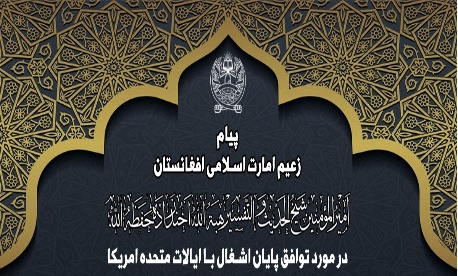 پیام
زعیم امارت اسلامی افغانستان
امیرالمؤمنین شیخ الحدیث و التفسیر هبة الله اخندزاده حفظه الله
در مورد توافق پایان اشغال با ایالات متحده امریکا